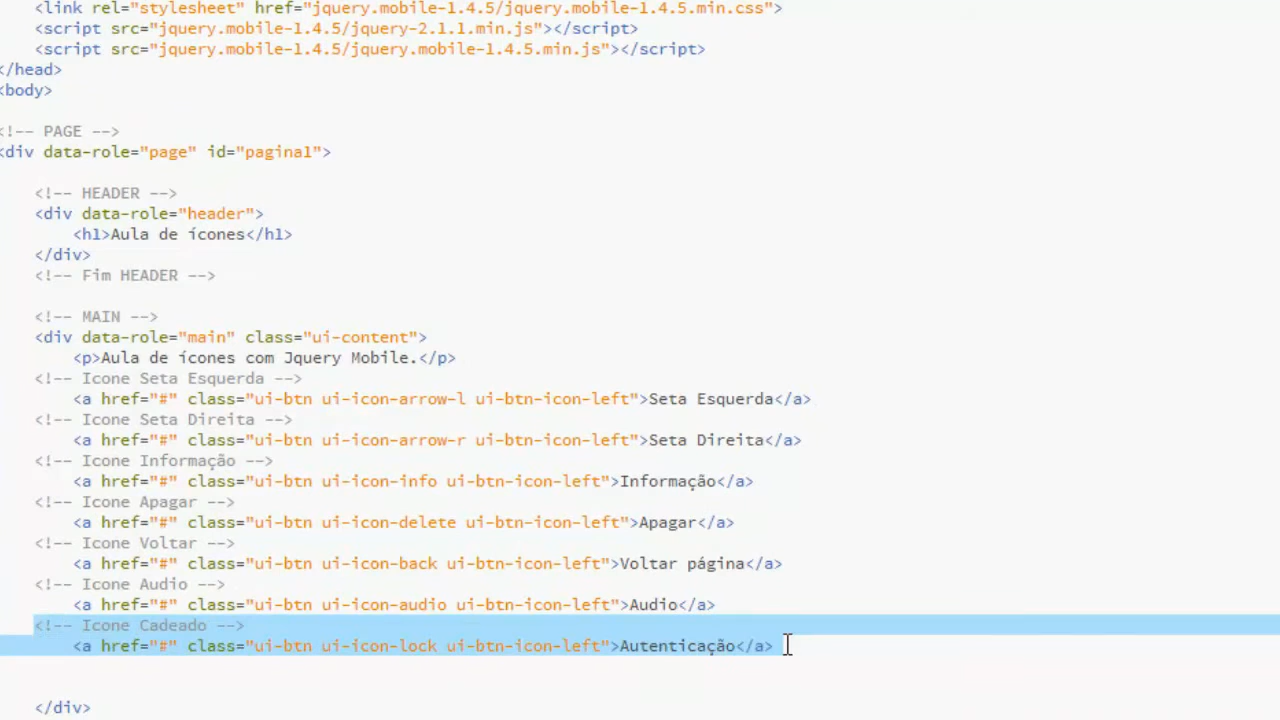 <link rel="stylesheet" href="jquery.mobile-1.4.5/jquery.mobile-1.4.5.min.css">
<script src="jquery.mobile-1.4.5/jquery-2.1.1.min.js"></script>
<script src="jquery.mobile-1.4.5/jquery.mobile-1.4.5.min.js"></script>
</head>
<body>
<!-- PAGE -->
<div data-role="page" id="pagina1">
<!-- HEADER -->
<div data-role="header">
<h1>Aula de ícones</h1>
</div>
<!-- Fim HEADER -->
<!-- MAIN -->
<div data-role="main" class="ui-content">
<p>Aula de ícones com Jquery Mobile.</p>
<!-- Icone Seta Esquerda -->
<a href="#" class="ui-btn ui-icon-arrow-l ui-btn-icon-left">Seta Esquerda</a>
<!-- Icone Seta Direita -->
<a href="#" class="ui-btn ui-icon-arrow-r ui-btn-icon-left">Seta Direita</a>
<!-- Icone Informação -->
<a href="#" class="ui-btn ui-icon-info ui-btn-icon-left">Informação</a>
<!-- Icone Apagar -->
<a href="#" class="ui-btn ui-icon-delete ui-btn-icon-left">Apagar</a>
<!-- Icone Voltar -->
<a href="#" class="ui-btn ui-icon-back ui-btn-icon-left">Voltar página</a>
<!-- Icone Audio -->
<a href="#" class="ui-btn ui-icon-audio ui-btn-icon-left">Audio</a>
<!-- Icone Cadeado -->
<a href="#" class="ui-btn ui-icon-lock ui-btn-icon-left">Autenticação</a>
</div>